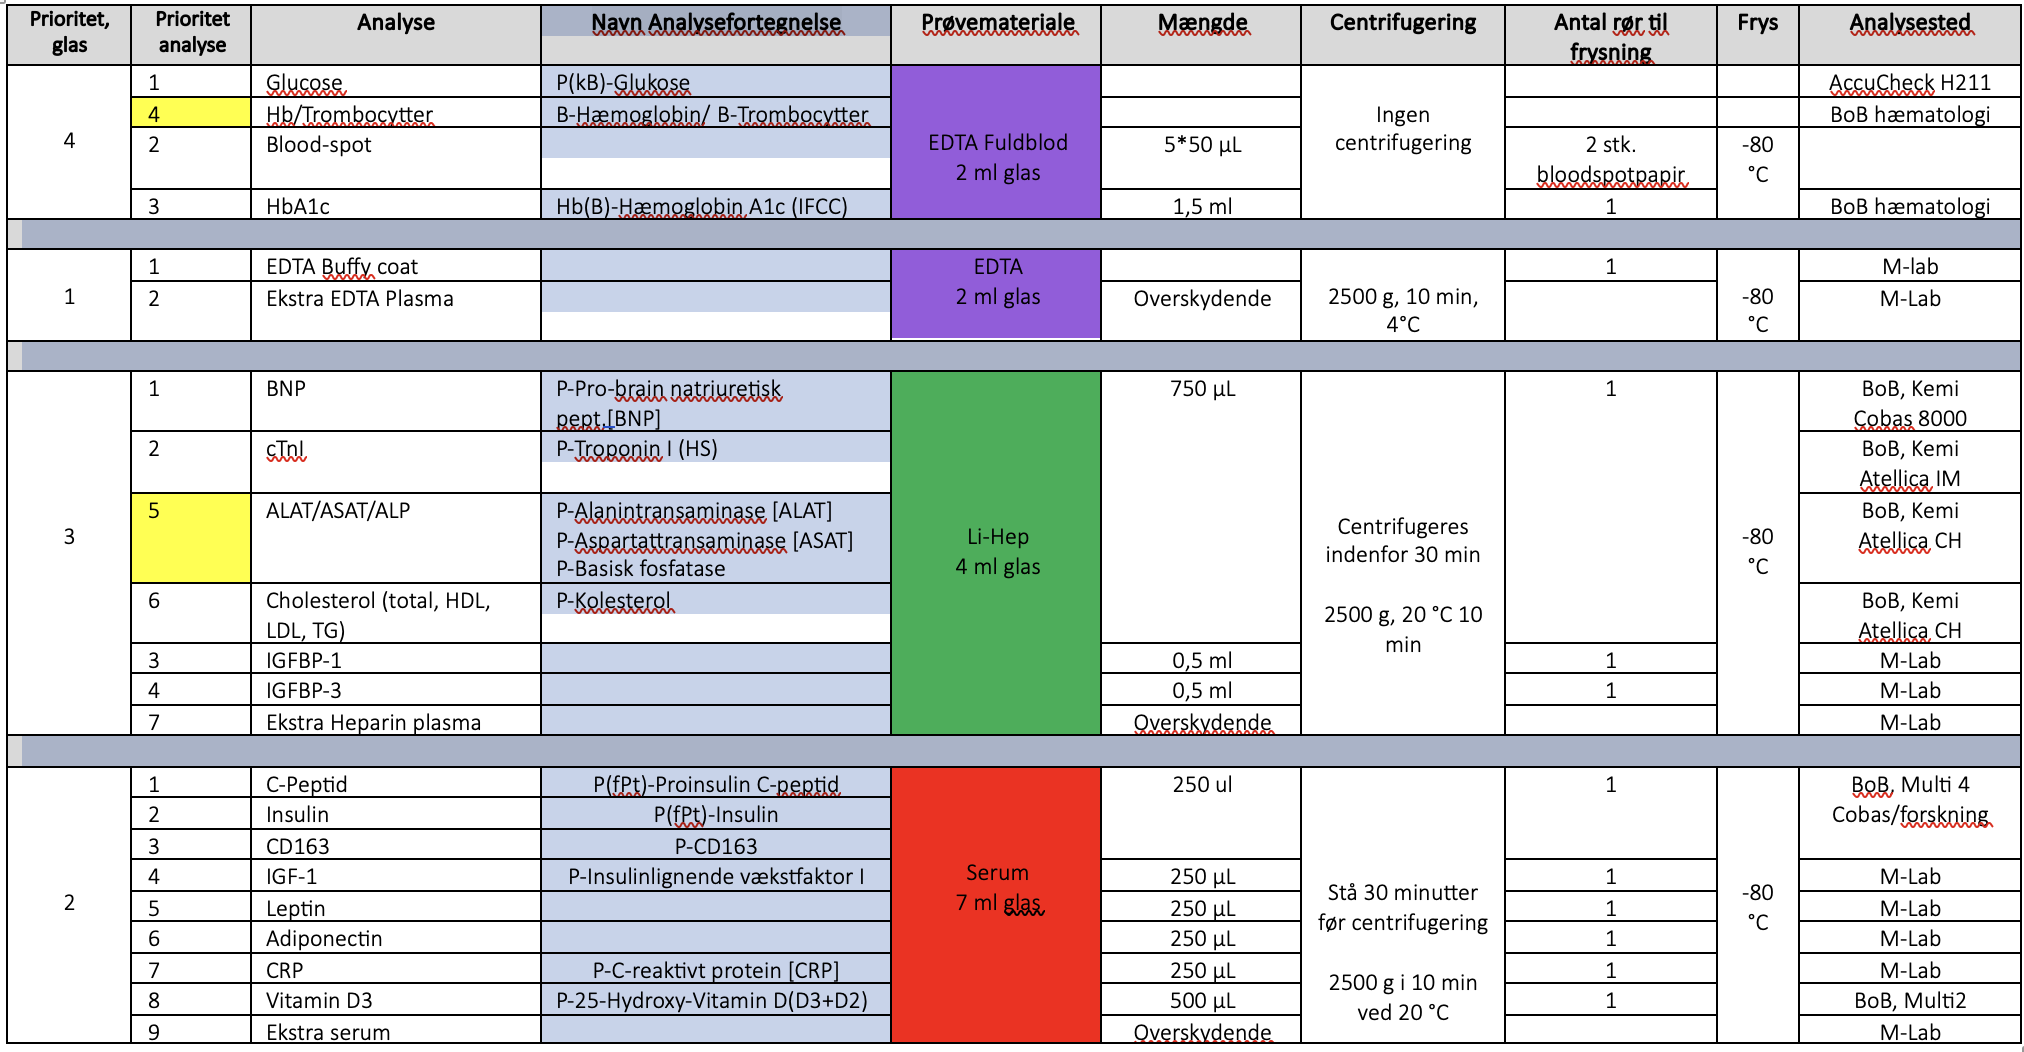 Prioritet, glas	Prioritet analyse	Analyse	Navn Analysefortegnelse	Prøvemateriale	Mængde	Centrifugering	Antal rør til frysning	Frys	Analysested
4	1	Glucose	P(kB)-Glukose	EDTA Fuldblod 2 ml glas		Ingen centrifugering			AccuCheck H211
4	Hb/Trombocytter	B-Hæmoglobin/ B-Trombocytter	BoB hæmatologi
2	Blood-spot	5*50 µL	2 stk. bloodspotpapir	-80 °C
3	HbA1c	Hb(B)-Hæmoglobin A1c (IFCC)	1,5 ml	1	BoB hæmatologi
1	1	EDTA Buffy coat	EDTA 2 ml glas	2500 g, 10 min, 4°C	1	-80 °C	M-lab
2	Ekstra EDTA Plasma	Overskydende	M-Lab
3	1	BNP	P-Pro-brain natriuretisk pept.[BNP]	Li-Hep 4 ml glas	750 µL	Centrifugeres indenfor 30 min 2500 g, 20 °C 10 min	1	-80 °C	BoB, Kemi Cobas 8000
2	cTnI	P-Troponin I (HS)	BoB, Kemi Atellica IM
5	ALAT/ASAT/ALP	P-Alanintransaminase [ALAT] P-Aspartattransaminase [ASAT] P-Basisk fosfatase	BoB, Kemi Atellica CH
6	Cholesterol (total, HDL, LDL, TG)	P-Kolesterol	BoB, Kemi Atellica CH
3	IGFBP-1	0,5 ml	1	M-Lab
4	IGFBP-3	0,5 ml	1	M-Lab
7	Ekstra Heparin plasma	Overskydende	M-Lab
2	1	C-Peptid	P(fPt)-Proinsulin C-peptid	Serum 7 ml glas	250 ul	Stå 30 minutter før centrifugering 2500 g i 10 min ved 20 °C	1	-80 °C	BoB, Multi 4 Cobas/forskning
2	Insulin	P(fPt)-Insulin
3	CD163	P-CD163
4	IGF-1	P-Insulinlignende vækstfaktor I	250 µL	1	M-Lab
5	Leptin	250 µL	1	M-Lab
6	Adiponectin	250 µL	1	M-Lab
7	CRP	P-C-reaktivt protein [CRP]	250 µL	1	M-Lab
8	Vitamin D3	P-25-Hydroxy-Vitamin D(D3+D2)	500 µL	1	BoB, Multi2
9	Ekstra serum	Overskydende	M-Lab